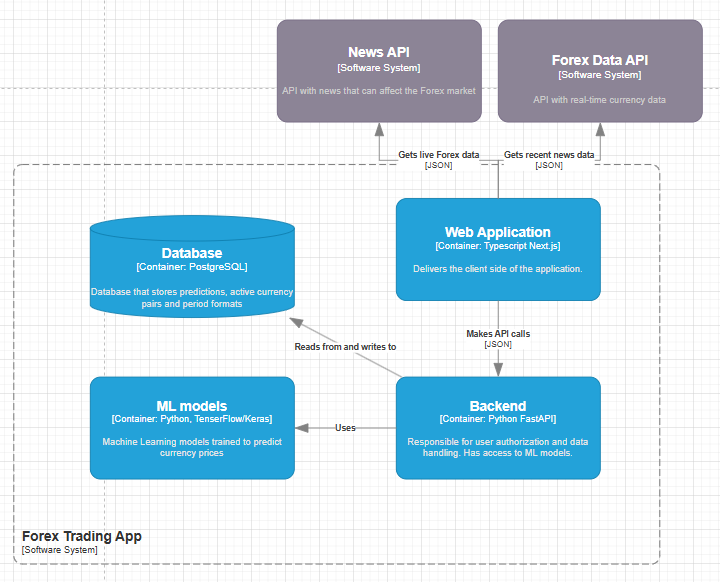 News API
[Software System]
API with news that can affect the Forex market
Forex Data API
[Software System]
API with real-time currency data
Gets live Forex data
[JSON]
Gets recent news data
[JSON]
Web Application
[Container: Typescript Next.js]
Delivers the client side of the application.
Database
[Container: PostgreSQL]
Database that stores predictions, active currency
pairs and period formats
Makes API calls
[JSON]
Reads from and writes to
ML models
[Container: Python, TenserFlow/Keras]
Machine Learning models trained to predict
currency prices
Uses
Backend
[Container: Python FastAPI]
Responsible for user authorization and data
handling. Has access to ML models.
Forex Trading App
[Software System]